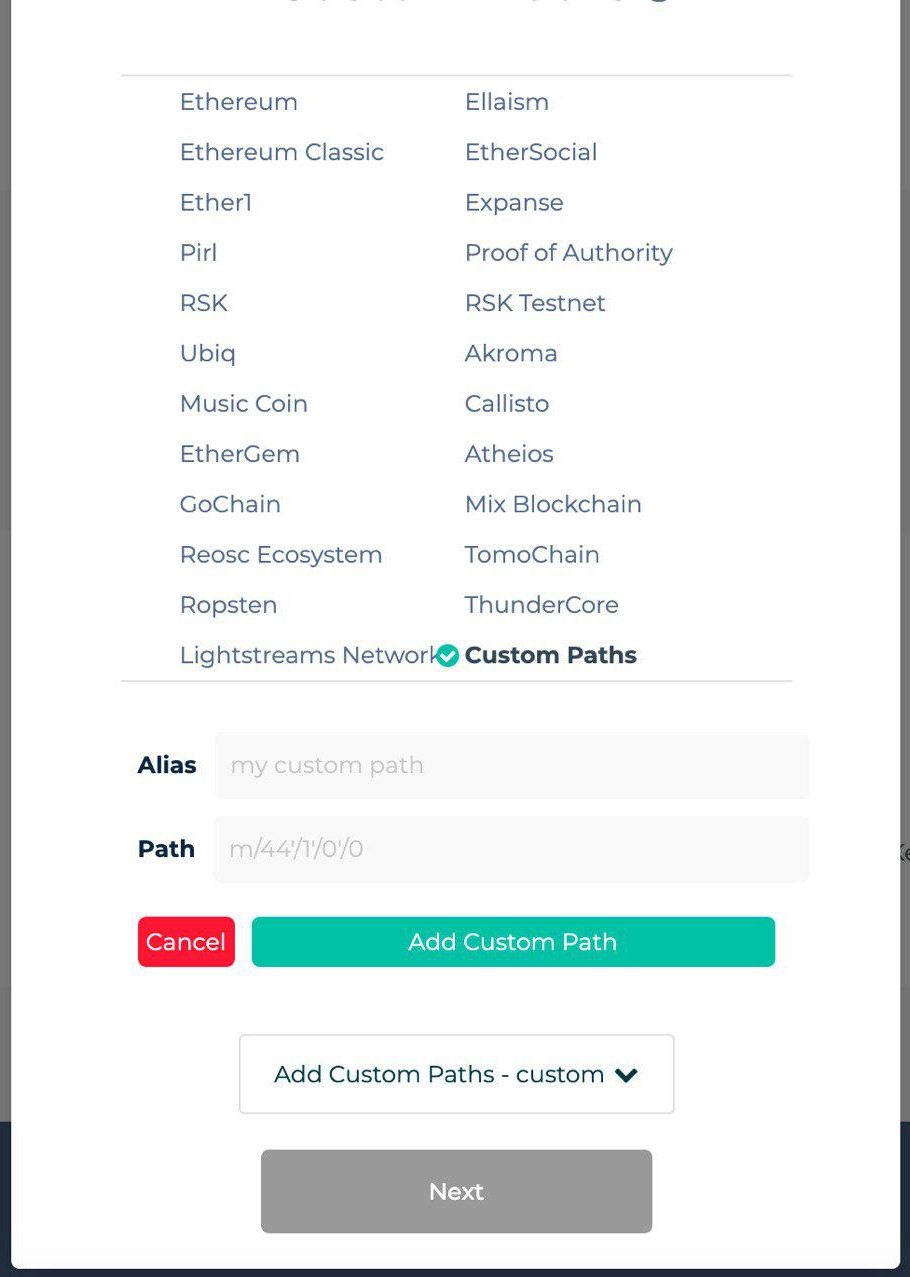 Ethereum Ellaism
Ethereum Classic EtherSocial
Ether1 Expanse
Pirl Proof of Authority
RSK RSK Testnet
Ubiq Akroma
Music Coin Callisto
EtherGem Atheios
GoChain Mix Blockchain
Reosc Ecosystem TomoChain
Ropsten ThunderCore
Lightstreams Network Custom Paths
Alias my custom path
Path m/44'/1'/0'/0
Cancel Add Custom Path
Add Custom Paths - custom
Next